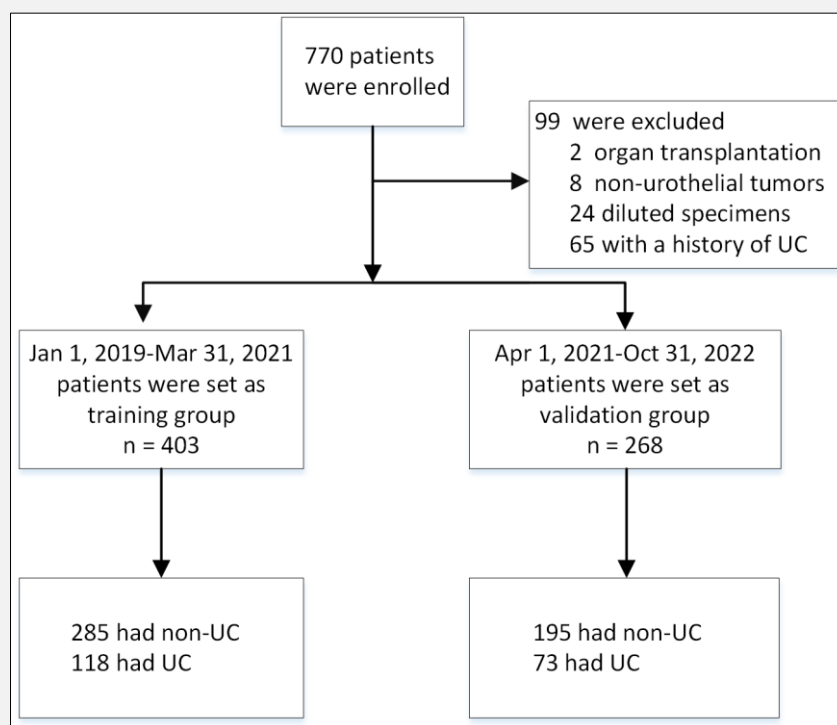 770 patients
were enrolled
99 were excluded
2 organ transplantation
8 non-urothelial tumors
24 diluted specimens
65 with a history of UC
Jan 1, 2019-Mar 31, 2021
patients were set as
training group
n = 403
Apr 1, 2021-Oct 31, 2022
patients were set as
validation group
n = 268
285 had non-UC
118 had UC
195 had non-UC
73 had UC